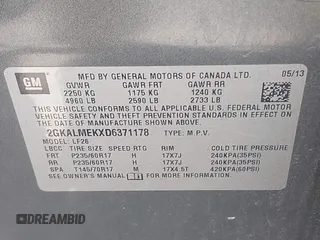 GM
MFD BY GENERAL MOTORS OF CANADA LTD.
05/13
GVWR GAWR FRT GAWR RR
2250 KG 1175 KG 1240 KG
4960 LB 2590 LB 2733 LB
THIS VEHICLE CONFORMS TO ALL APPLICABLE U.S. FEDERAL
MOTOR VEHICLE SAFETY, BUMPER, AND THEFT PREVENTION
STANDARDS IN EFFECT ON THE DATE OF MANUFACTURE SHOWN ABOVE.
2GKALMEKXD6371178 TYPE: M.P.V.
MODEL: LF26
LOCC TIRE SIZE SPEED RTG RIM COLD TIRE PRESSURE
FRT P235/60R17 H 17X7J 240KPA(35PSI)
RR P235/60R17 H 17X7J 240KPA(35PSI)
SPA T145/70R17 M 17X4.5T 420KPA(60PSI)
SEE OWNER'S MANUAL FOR ADDITIONAL INFORMATION
DREAMBID